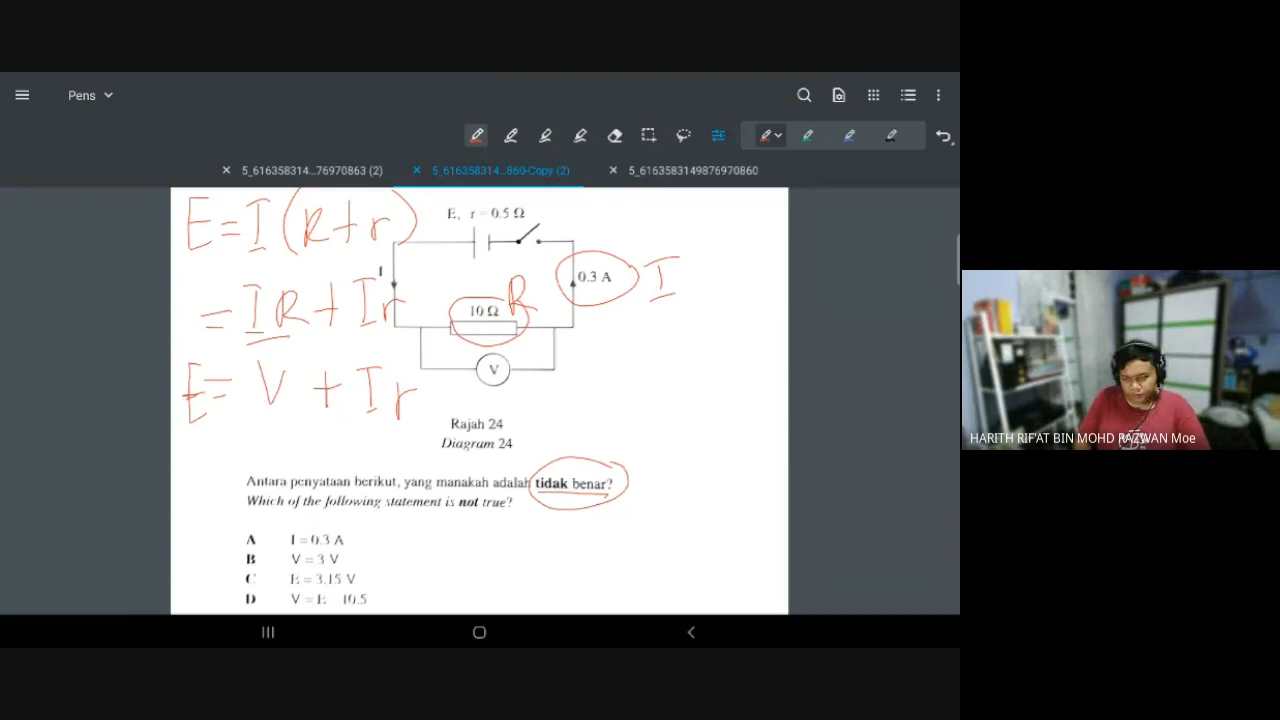 Pens
5_616358314...76970863 (2)
5_616358314...860-Copy (2)
5_6163583149876970860
E = I (R + r)
= IR + Ir
E = V + Ir
E, r = 0.5 Ω
I
0.3 A
I
10 Ω
R
V
Rajah 24
Diagram 24
Antara penyataan berikut, yang manakah adalah tidak benar?
Which of the following statement is not true?
A I = 0.3 A
B V = 3 V
C E = 3.15 V
D V = E 10.5
HARITH RIF'AT BIN MOHD RAZWAN Moe